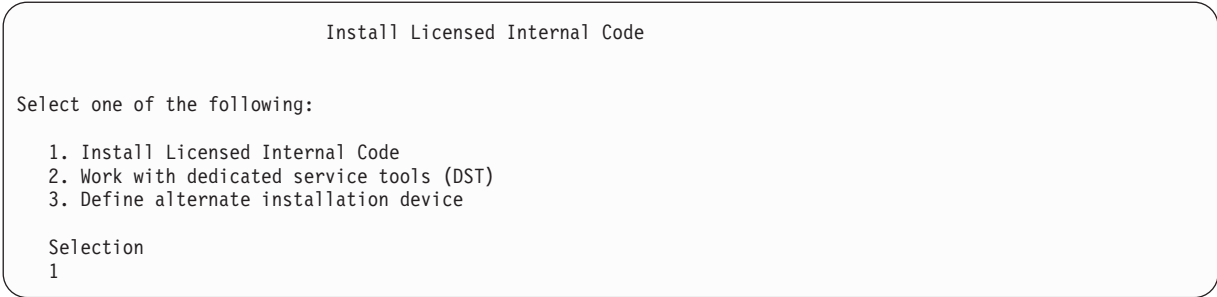 Install Licensed Internal Code
Select one of the following:
1. Install Licensed Internal Code
2. Work with dedicated service tools (DST)
3. Define alternate installation device
Selection
1